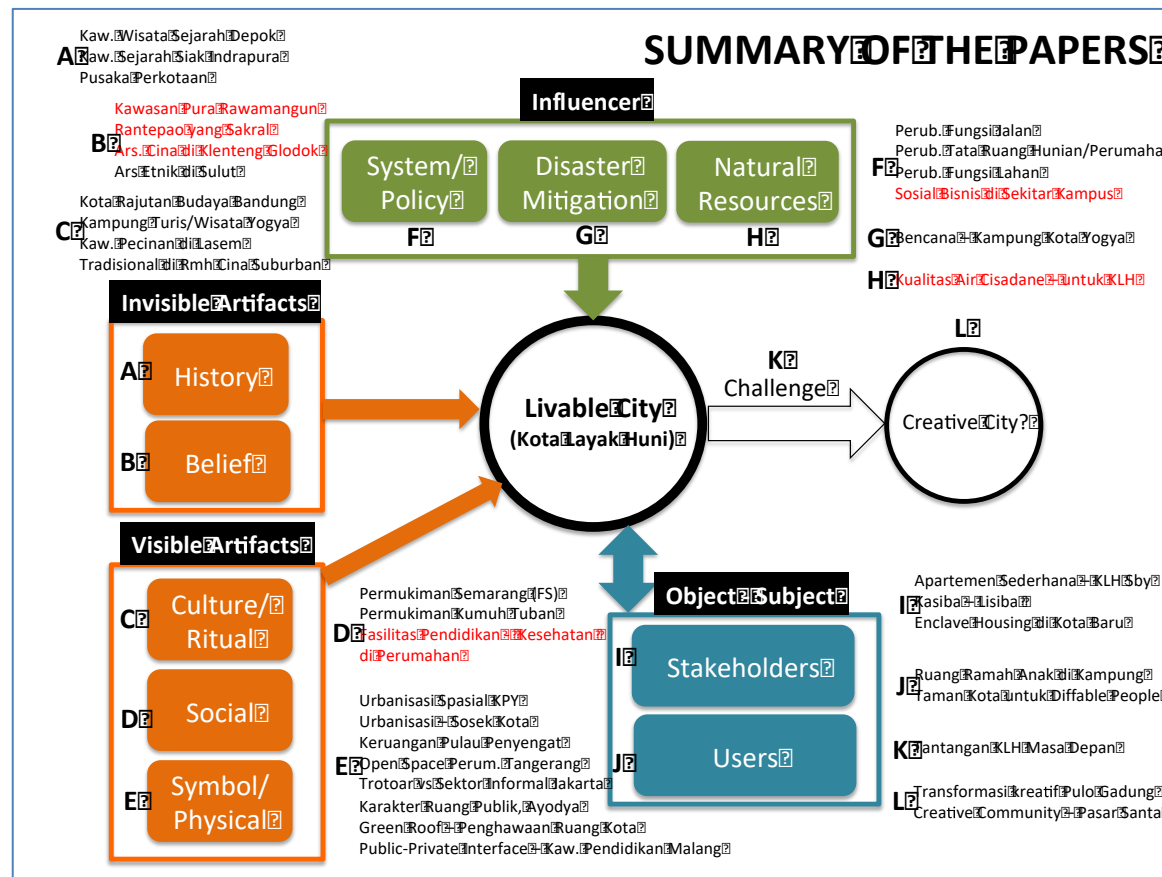 SUMMARY OF THE PAPERS
A
Kaw. Wisata Sejarah Depok
Kaw. Sejarah Siak Indrapura
Pusaka Perkotaan
B
Kawasan Pura Rawamangun
Rantepao yang Sakral
Ars. Cina di Klenteng Glodok
Ars Etnik di Sulut
C
Kota Rajutan Budaya Bandung
Kampung Turis/Wisata Yogya
Kaw. Pecinan di Lasem
Tradisional di Rmh Cina Suburban
Influencer
System/
Policy
F
Disaster
Mitigation
G
Natural
Resources
H
F
Perub. Fungsi Jalan
Perub. Tata Ruang Hunian/Perumaha
Perub. Fungsi Lahan
Sosial Bisnis di Sekitar Kampus
G
Bencana – Kampung Kota Yogya
H
Kualitas Air Cisadane – untuk KLH
Invisible Artifacts
A
History
B
Belief
Livable City
(Kota Layak Huni)
K
Challenge
L
Creative City?
Visible Artifacts
C
Culture/
Ritual
D
Social
E
Symbol/
Physical
D
Permukiman Semarang (FS)
Permukiman Kumuh Tuban
Fasilitas Pendidikan - Kesehatan
di Perumahan
E
Urbanisasi Spasial KPY
Urbanisasi – Sosek Kota
Keruangan Pulau Penyengat
Open Space Perum. Tangerang
Trotoar vs Sektor Informal Jakarta
Karakter Ruang Publik, Ayodya
Green Roof – Penghawaan Ruang Kota
Public-Private Interface – Kaw. Pendidikan Malang
Object - Subject
I
Stakeholders
J
Users
I
Apartemen Sederhana – KLH Sby
Kasiba – Lisiba
Enclave Housing di Kota Baru
J
Ruang Ramah Anak di Kampung
Taman Kota untuk Diffable People
K
Tantangan KLH Masa Depan
L
Transformasi kreatif Pulo Gadung
Creative Community – Pasar Santa